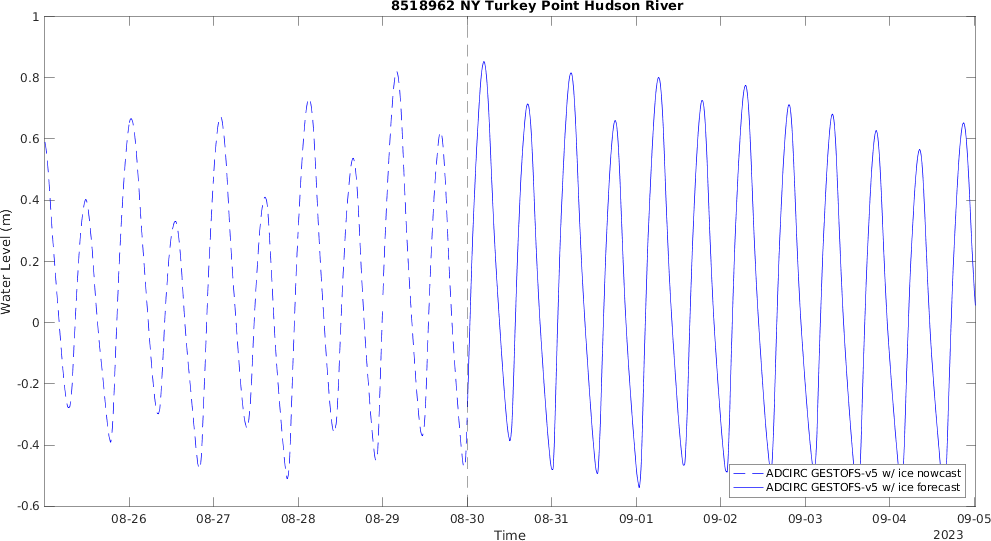 8518962 NY Turkey Point Hudson River
1
0.8
0.6
0.4
0.2
0
-0.2
-0.4
-0.6
Water Level (m)
ADCIRC GESTOFS-v5 w/ ice nowcast
ADCIRC GESTOFS-v5 w/ ice forecast
08-26 08-27 08-28 08-29 08-30 08-31 09-01 09-02 09-03 09-04 09-05
Time
2023